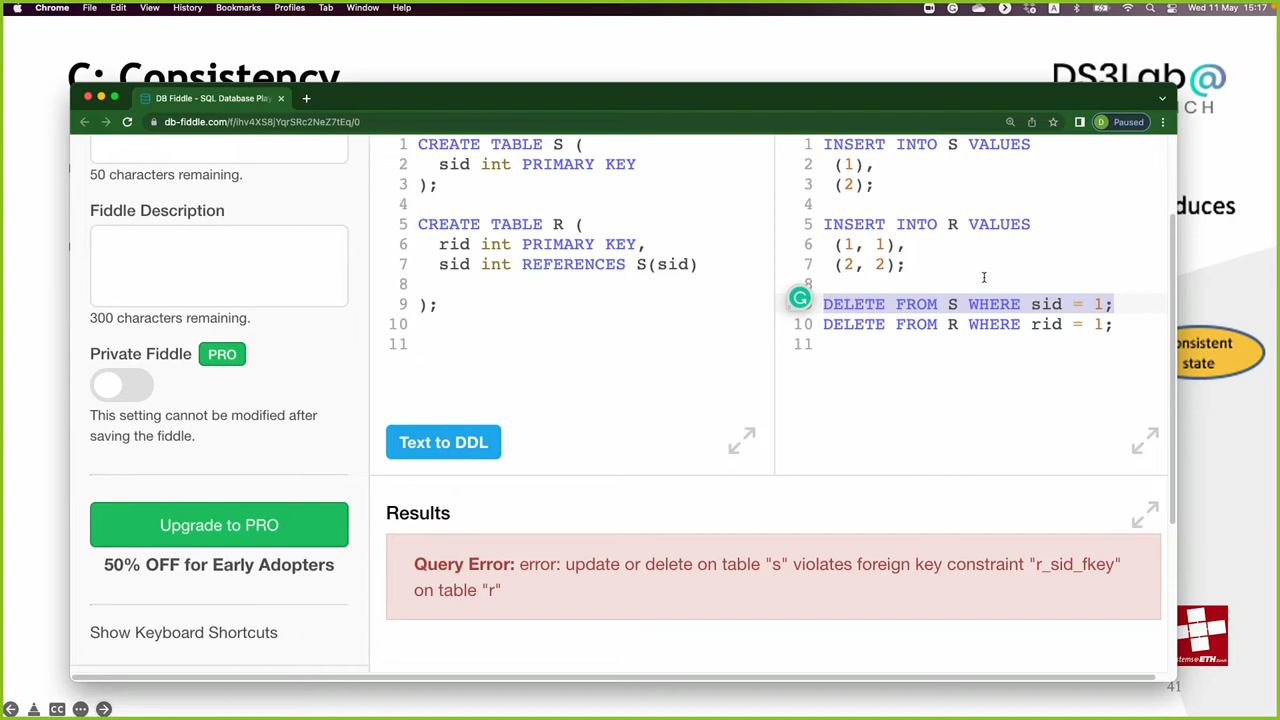 Chrome File Edit View History Bookmarks Profiles Tab Window Help
A
Wed 11 May 15:17
C: Consistency
DS3Lab@
CH
DB Fiddle - SQL Database Pla
db-fiddle.com/f/ihv4XS8jYqrSRc2NeZ7tEq/0
D Paused
50 characters remaining.
Fiddle Description
300 characters remaining.
Private Fiddle PRO
This setting cannot be modified after
saving the fiddle.
Upgrade to PRO
50% OFF for Early Adopters
Show Keyboard Shortcuts
1 CREATE TABLE S (
2 sid int PRIMARY KEY
3 );
4
5 CREATE TABLE R (
6 rid int PRIMARY KEY,
7 sid int REFERENCES S(sid)
8
9 );
10
11
Text to DDL
1 INSERT INTO S VALUES
2 (1),
3 (2);
4
5 INSERT INTO R VALUES
6 (1, 1),
7 (2, 2);
8
DELETE FROM S WHERE sid = 1;
10 DELETE FROM R WHERE rid = 1;
11
Results
Query Error: error: update or delete on table "s" violates foreign key constraint "r_sid_fkey"
on table "r"
duces
onsistent
state
stems@ETH
41
CC